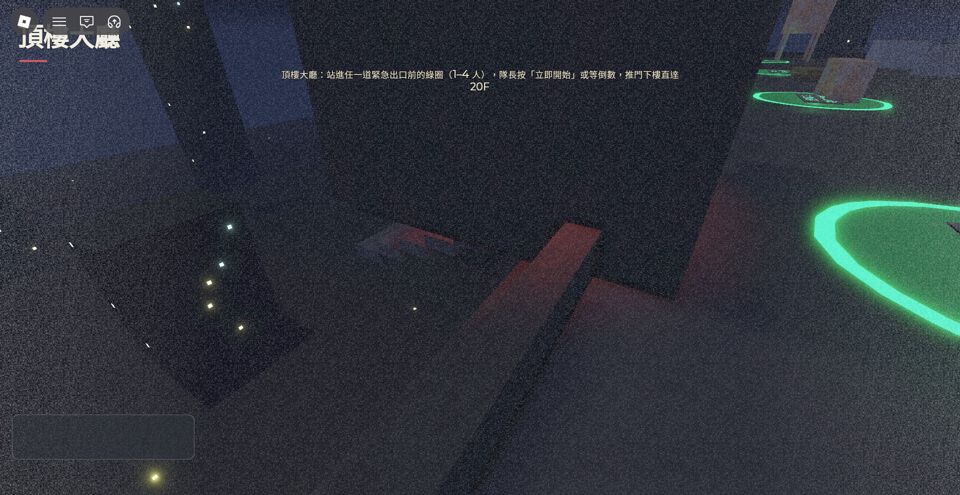 頂樓大廳
頂樓大廳：站進任一道緊急出口前的綠圈（1–4 人），隊長按「立即開始」或等倒數，推門下樓直達
20F